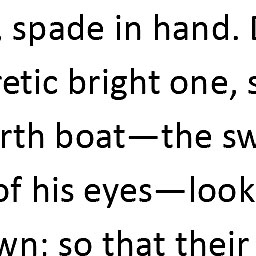 , spade in hand.
retic bright one, s
rth boat—the sw
of his eyes—look
wn; so that their